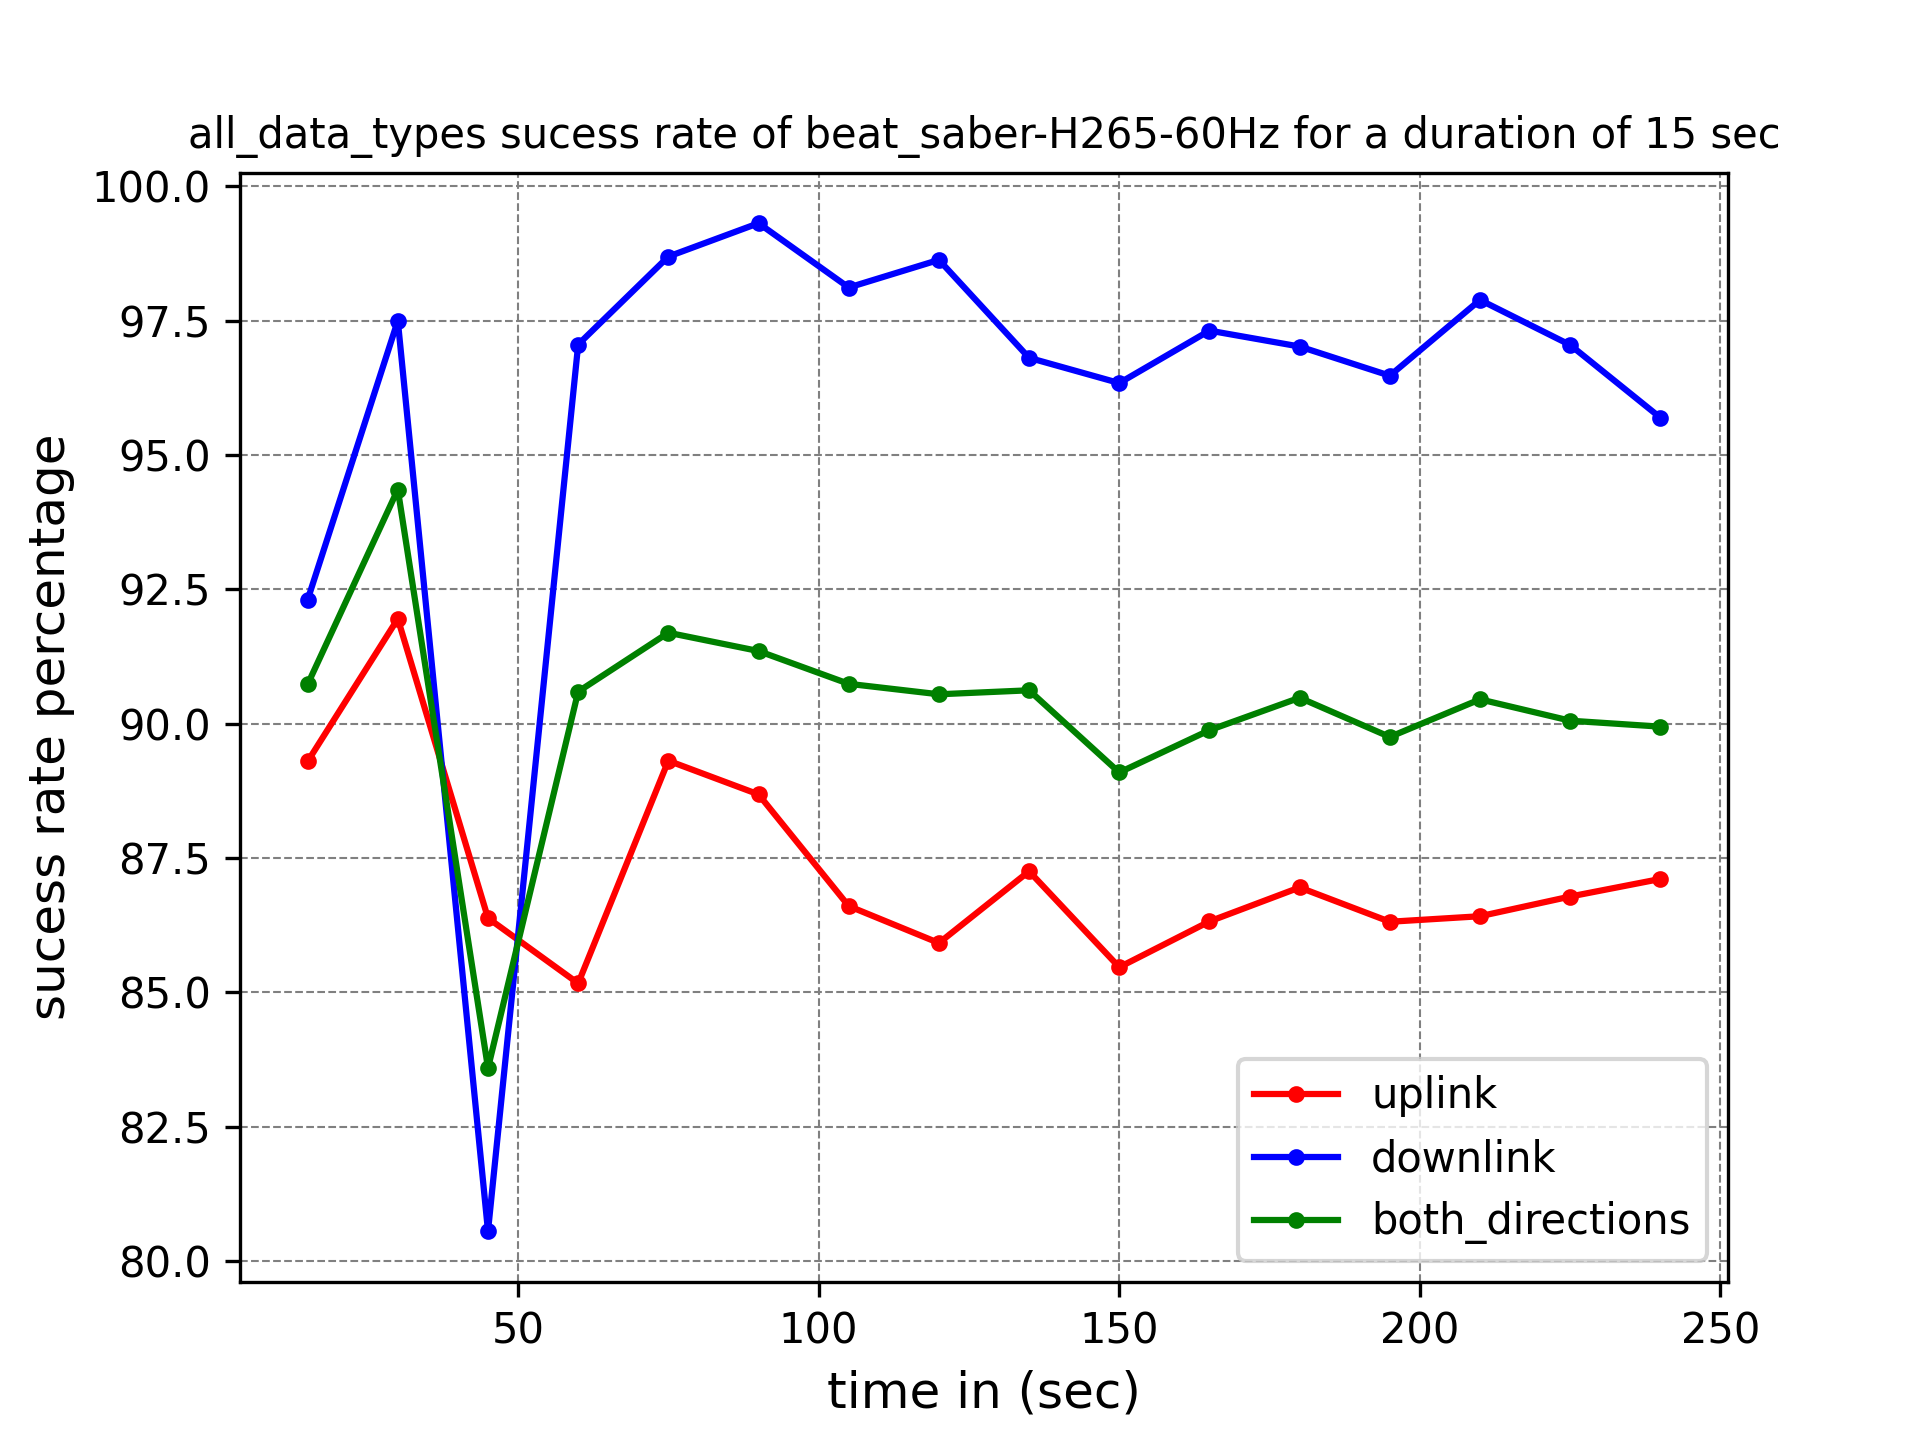 all_data_types sucess rate of beat_saber-H265-60Hz for a duration of 15 sec
sucess rate percentage
100.0
97.5
95.0
92.5
90.0
87.5
85.0
82.5
80.0
uplink
downlink
both_directions
50 100 150 200 250
time in (sec)